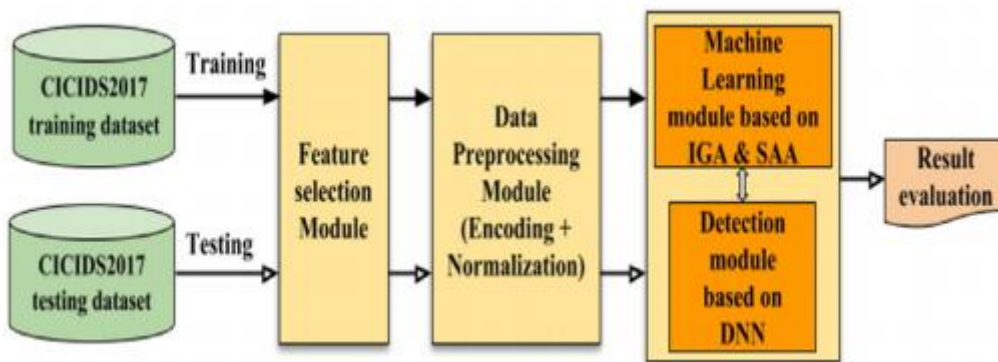 CICIDS2017
training dataset
Training
CICIDS2017
testing dataset
Testing
Feature
selection
Module
Data
Preprocessing
Module
(Encoding +
Normalization)
Machine
Learning
module based on
IGA & SAA
Detection
module
based on
DNN
Result
evaluation